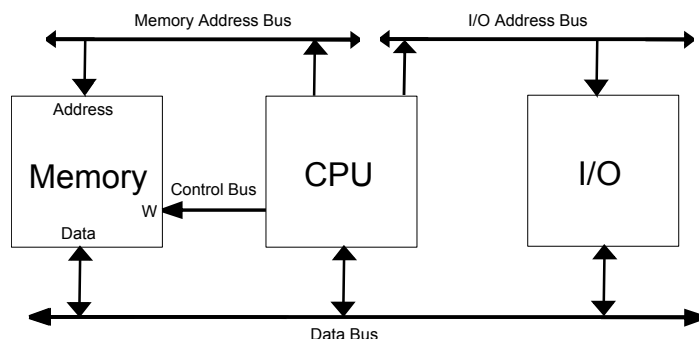 Memory Address Bus
I/O Address Bus
Address
Memory
CPU
I/O
Control Bus
W
Data
Data Bus